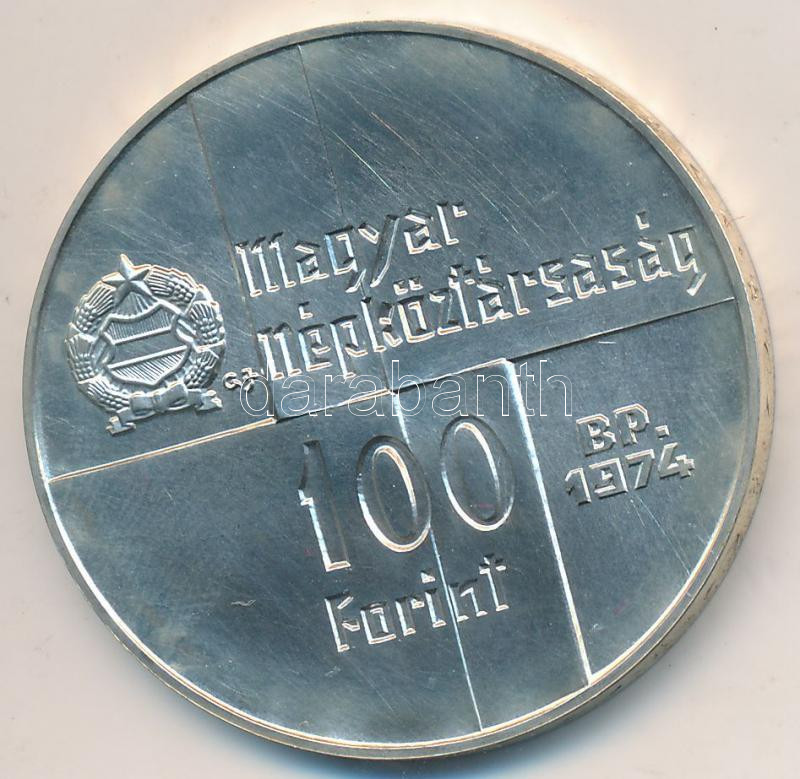 Magyar
népköztársaság
darabanth
100
Forint
BP.
1974